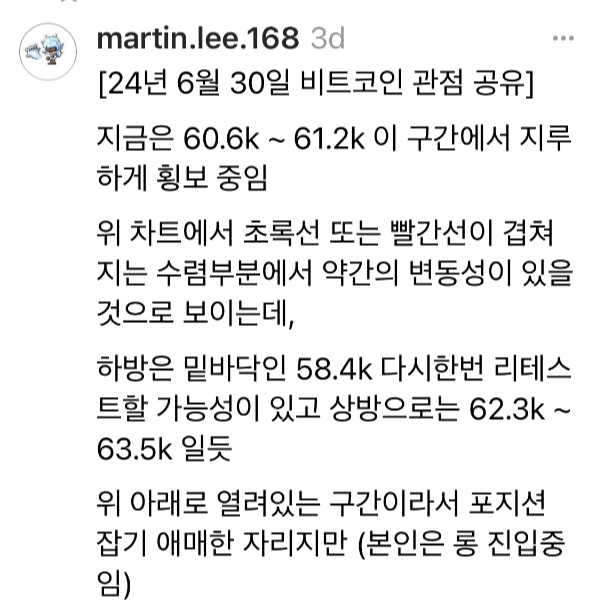 martin.lee.168 3d
[24년 6월 30일 비트코인 관점 공유]
지금은 60.6k ~ 61.2k 이 구간에서 지루
하게 횡보 중임
위 차트에서 초록선 또는 빨간선이 겹쳐
지는 수렴부분에서 약간의 변동성이 있을
것으로 보이는데,
하방은 밑바닥인 58.4k 다시한번 리테스
트할 가능성이 있고 상방으로는 62.3k ~
63.5k 일듯
위 아래로 열려있는 구간이라서 포지션
잡기 애매한 자리지만 (본인은 롱 진입중
임)